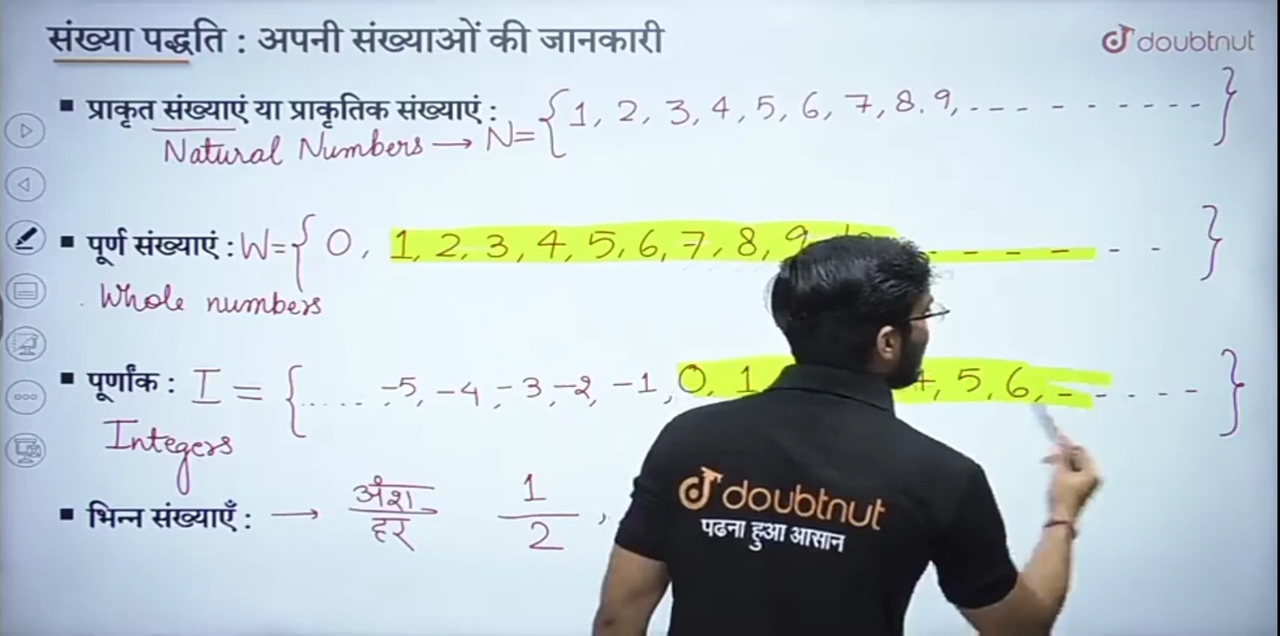 संख्या पद्धति : अपनी संख्याओं की जानकारी
doubtnut
▪ प्राकृत संख्याएं या प्राकृतिक संख्याएं :
Natural Numbers → N = { 1, 2, 3, 4, 5, 6, 7, 8. 9, - - - - - - - - - - }
▪ पूर्ण संख्याएं : W = { 0, 1, 2, 3, 4, 5, 6, 7, 8, 9, - - - - - - }
Whole numbers
▪ पूर्णांक : I = { ..... -5, -4, -3, -2, -1, 0, 1, 5, 6, - - - - - }
Integers
▪ भिन्न संख्याएँ : → अंश/हर 1/2 ,
doubtnut
पढना हुआ आसान